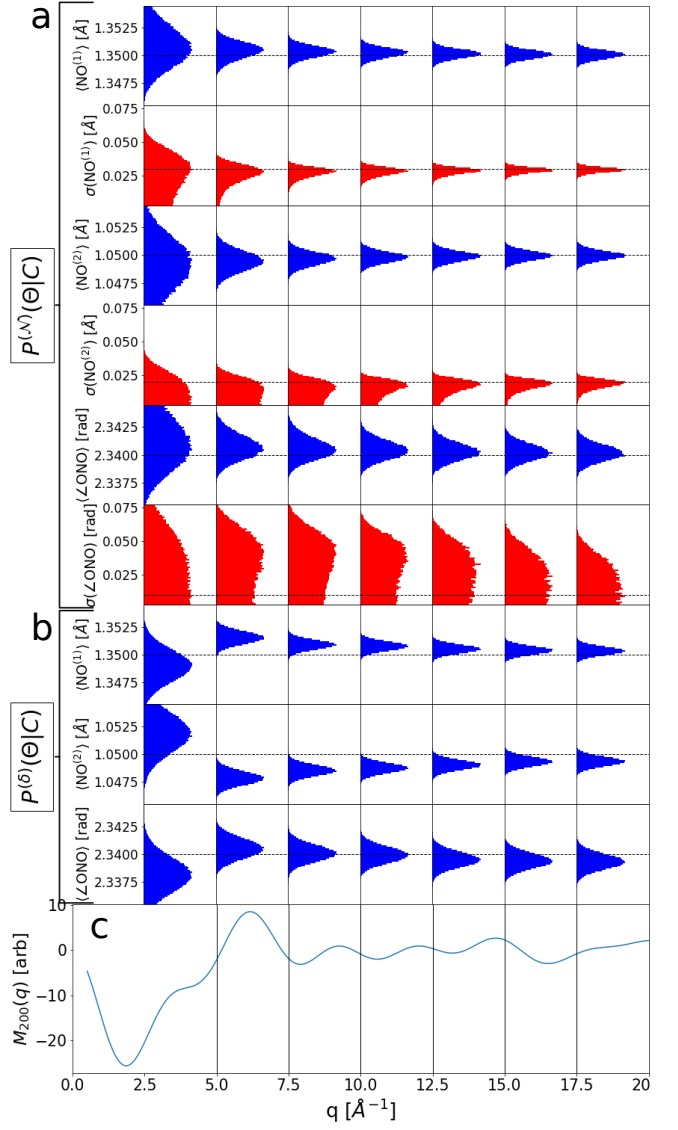 a
P^(𝒩)(Θ|C)
⟨NO^(1)⟩ [Å]
1.3525
1.3500
1.3475
σ(NO^(1)) [Å]
0.075
0.050
0.025
⟨NO^(2)⟩ [Å]
1.0525
1.0500
1.0475
σ(NO^(2)) [Å]
0.075
0.050
0.025
⟨∠ONO⟩ [rad]
2.3425
2.3400
2.3375
σ(∠ONO) [rad]
0.075
0.050
0.025
b
P^(δ)(Θ|C)
⟨NO^(1)⟩ [Å]
1.3525
1.3500
1.3475
⟨NO^(2)⟩ [Å]
1.0525
1.0500
1.0475
⟨∠ONO⟩ [rad]
2.3425
2.3400
2.3375
c
M_200(q) [arb]
10
0
−10
−20
0.0 2.5 5.0 7.5 10.0 12.5 15.0 17.5 20
q [Å^−1]